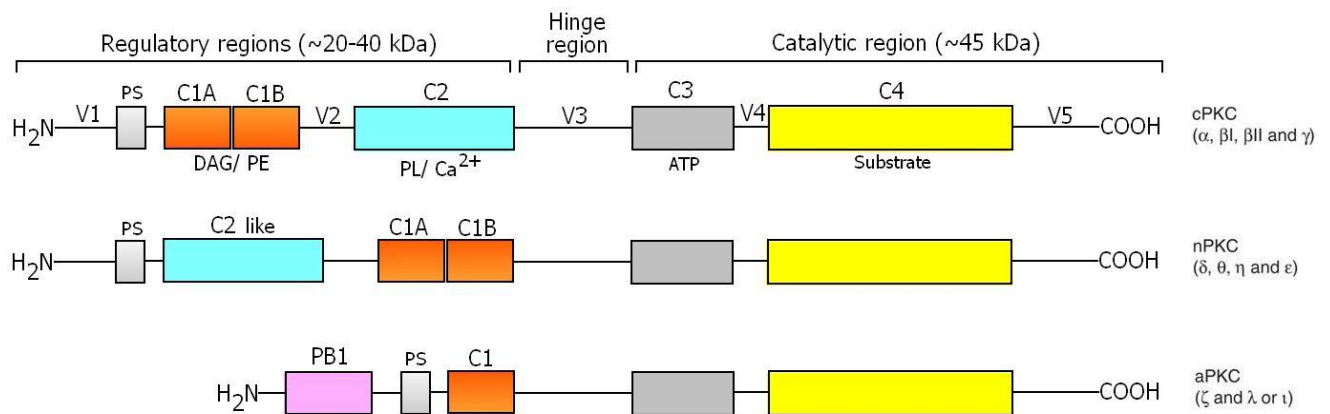 Regulatory regions (~20-40 kDa)
Hinge
region
Catalytic region (~45 kDa)
H₂N
V1
PS
C1A
C1B
V2
C2
V3
C3
V4
C4
V5
COOH
DAG/ PE
PL/ Ca²⁺
ATP
Substrate
cPKC
(α, βI, βII and γ)
H₂N
PS
C2 like
C1A
C1B
COOH
nPKC
(δ, θ, η and ε)
H₂N
PB1
PS
C1
COOH
aPKC
(ζ and λ or ι)